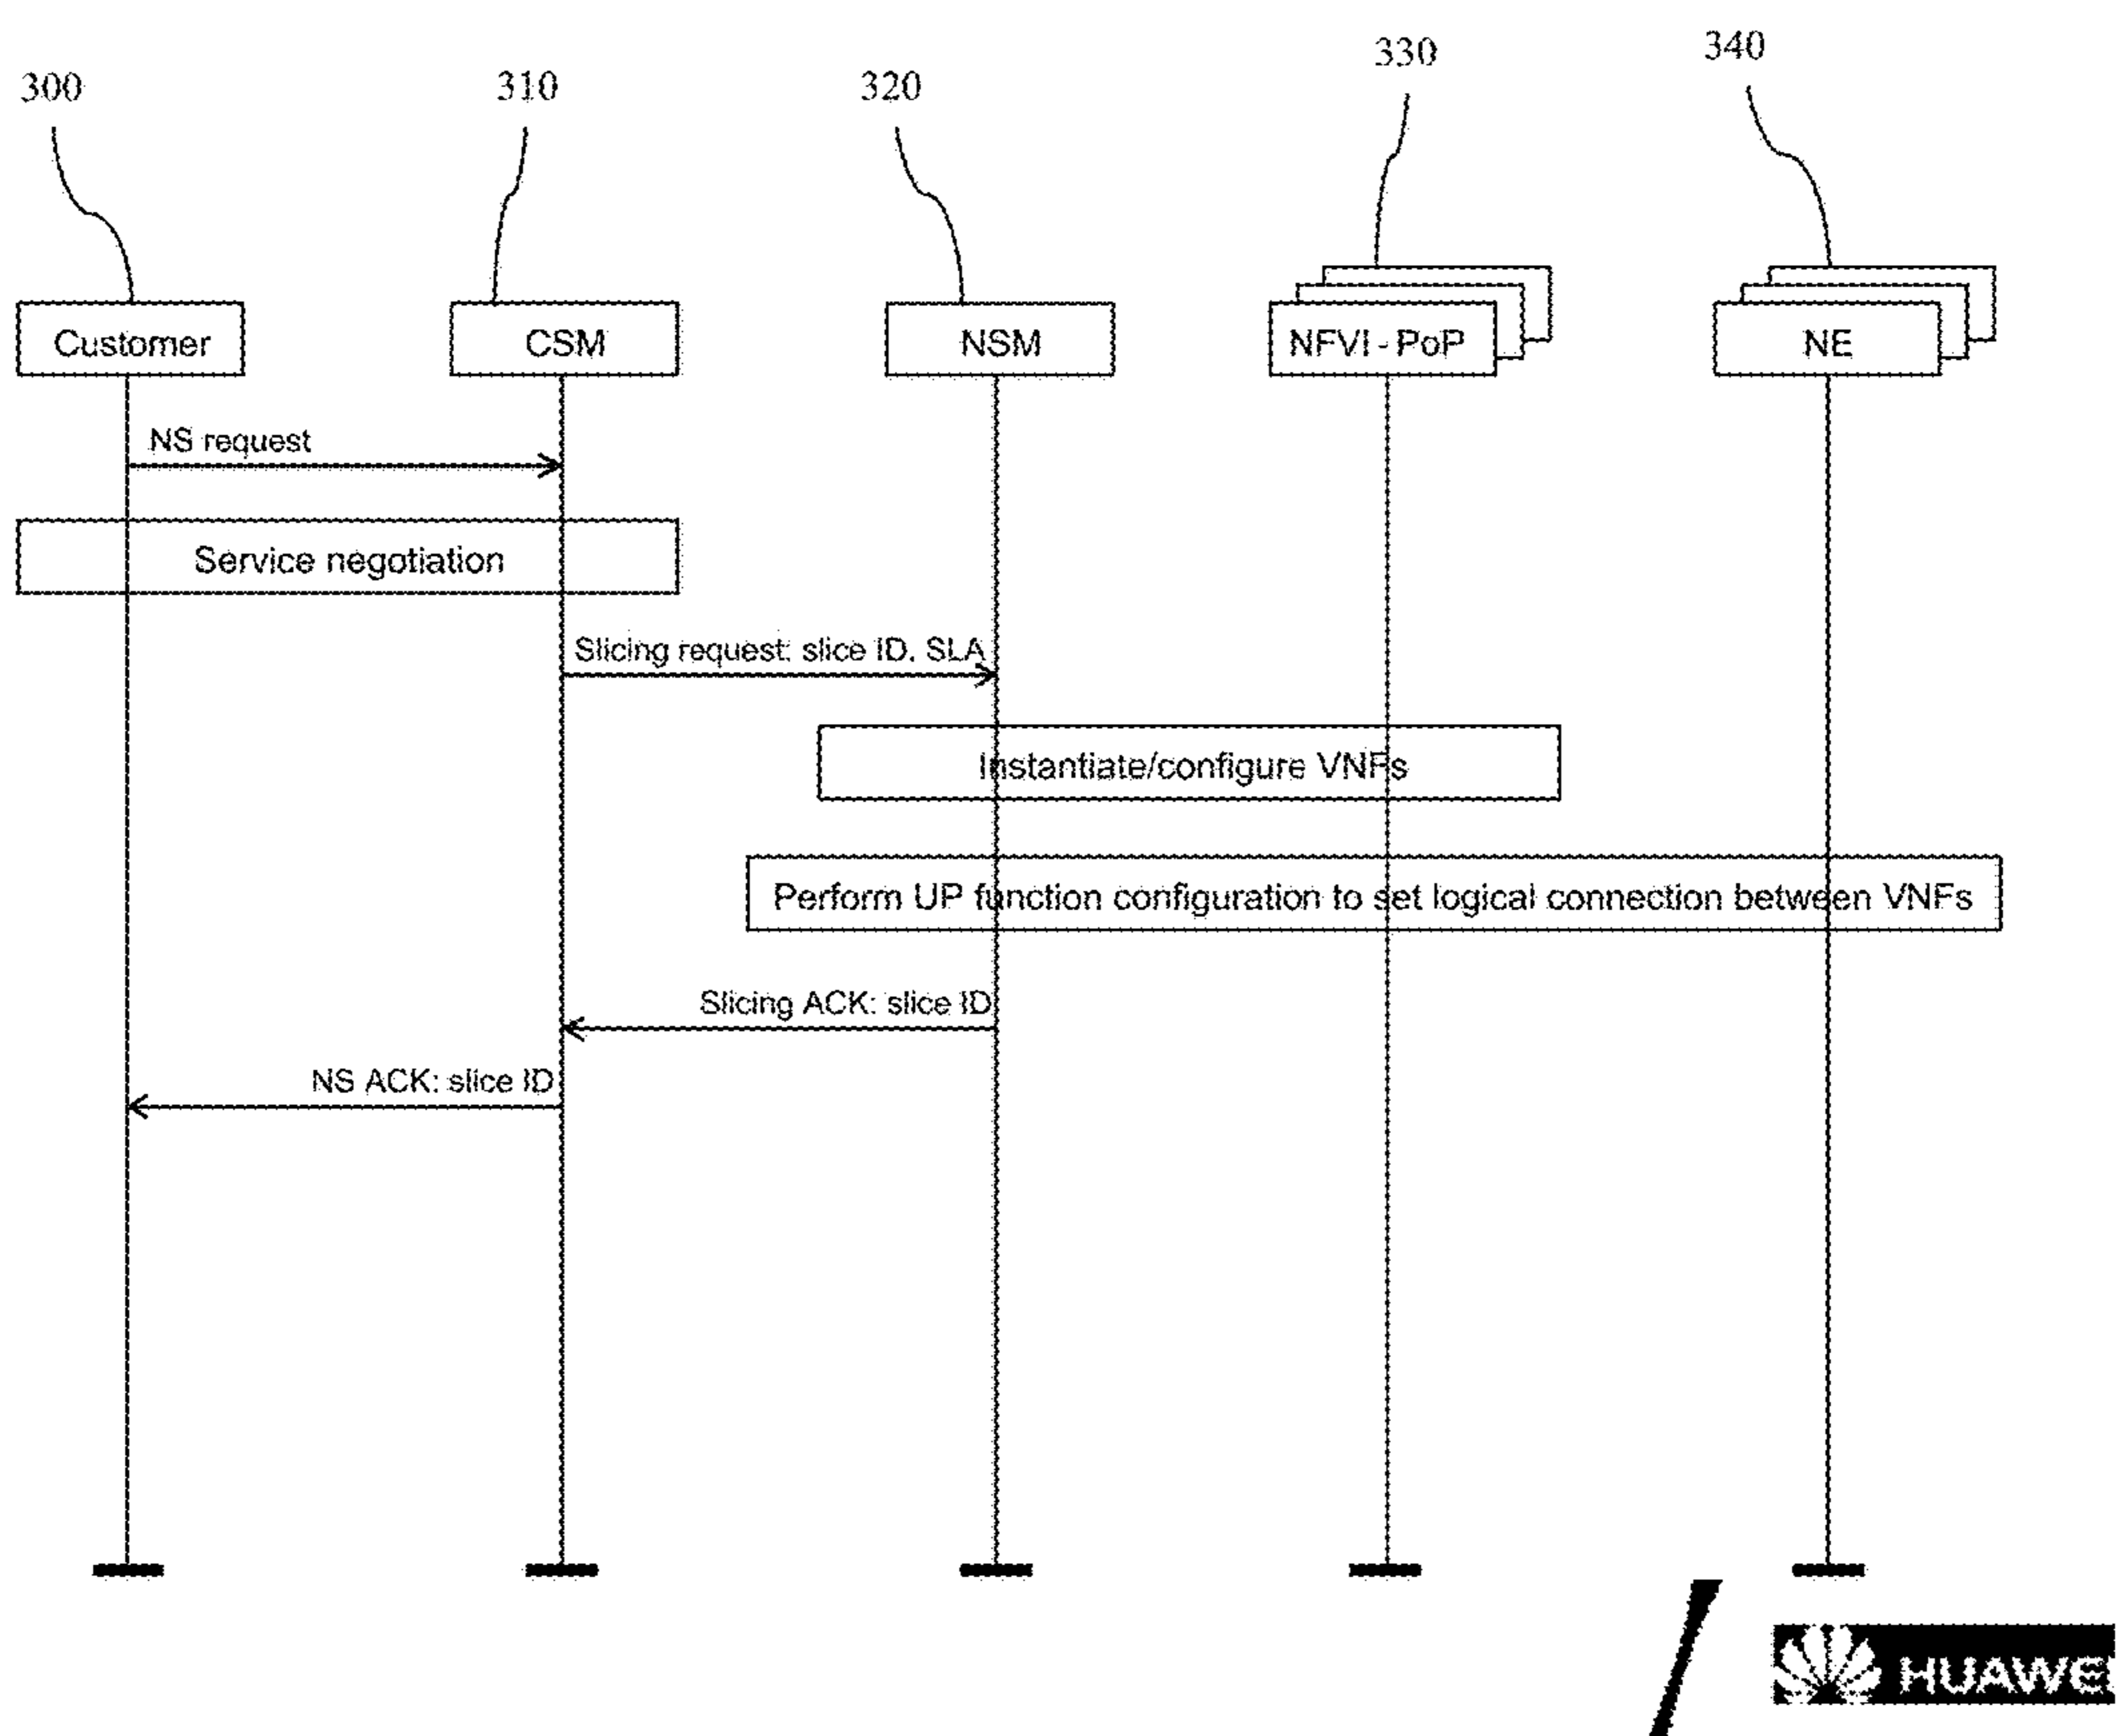 300
310
320
330
340
Customer
CSM
NSM
NFVI - PoP
NE
NS request
Service negotiation
Slicing request: slice ID, SLA
Instantiate/configure VNFs
Perform UP function configuration to set logical connection between VNFs
Slicing ACK: slice ID
NS ACK: slice ID
HUAWE